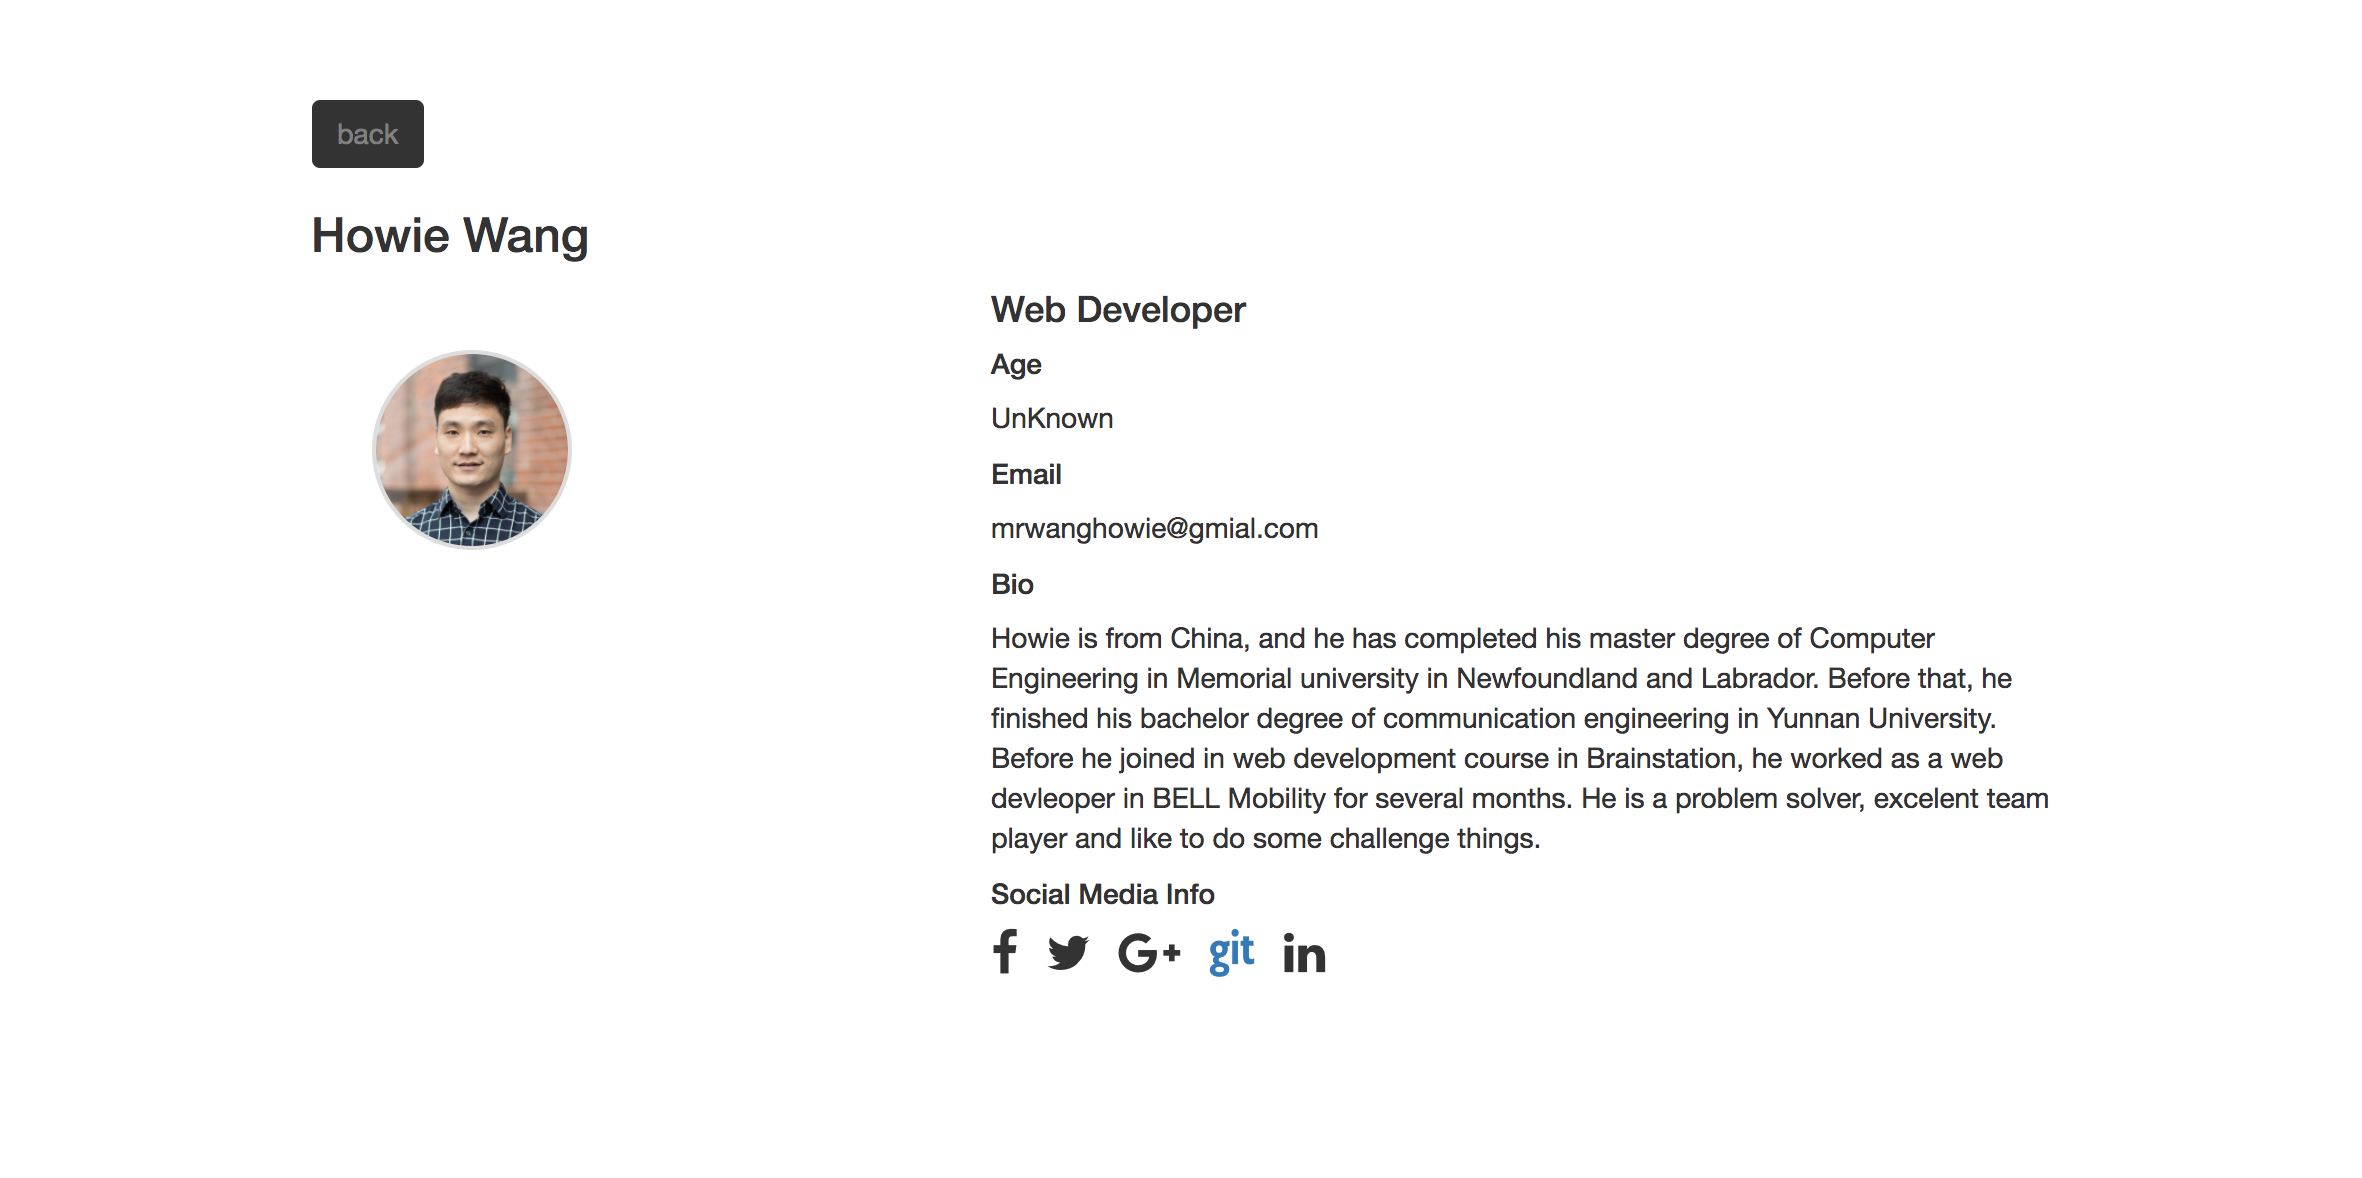 back
Howie Wang
Web Developer
Age
UnKnown
Email
mrwanghowie@gmial.com
Bio
Howie is from China, and he has completed his master degree of Computer
Engineering in Memorial university in Newfoundland and Labrador. Before that, he
finished his bachelor degree of communication engineering in Yunnan University.
Before he joined in web development course in Brainstation, he worked as a web
devleoper in BELL Mobility for several months. He is a problem solver, excelent team
player and like to do some challenge things.
Social Media Info
f G+ git in